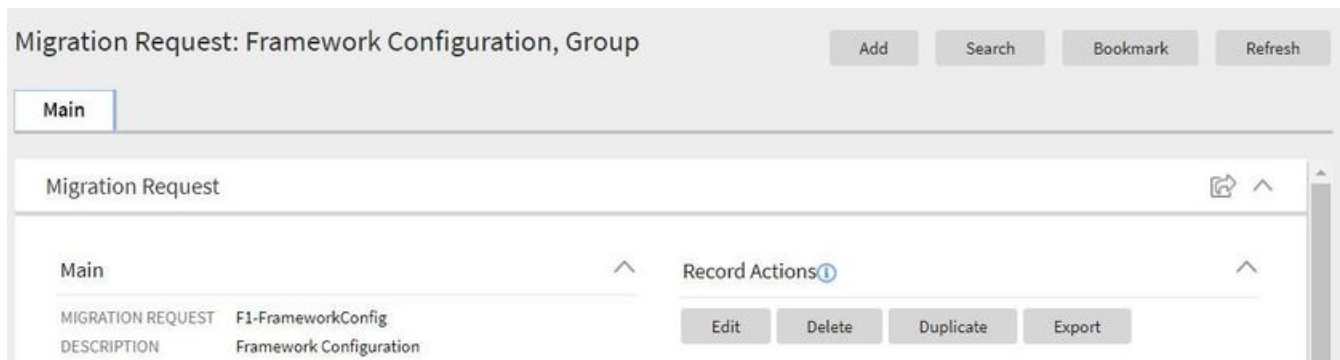 Migration Request: Framework Configuration, Group
Add Search Bookmark Refresh
Main
Migration Request
Main
Record Actions
MIGRATION REQUEST F1-FrameworkConfig
DESCRIPTION Framework Configuration
Edit Delete Duplicate Export